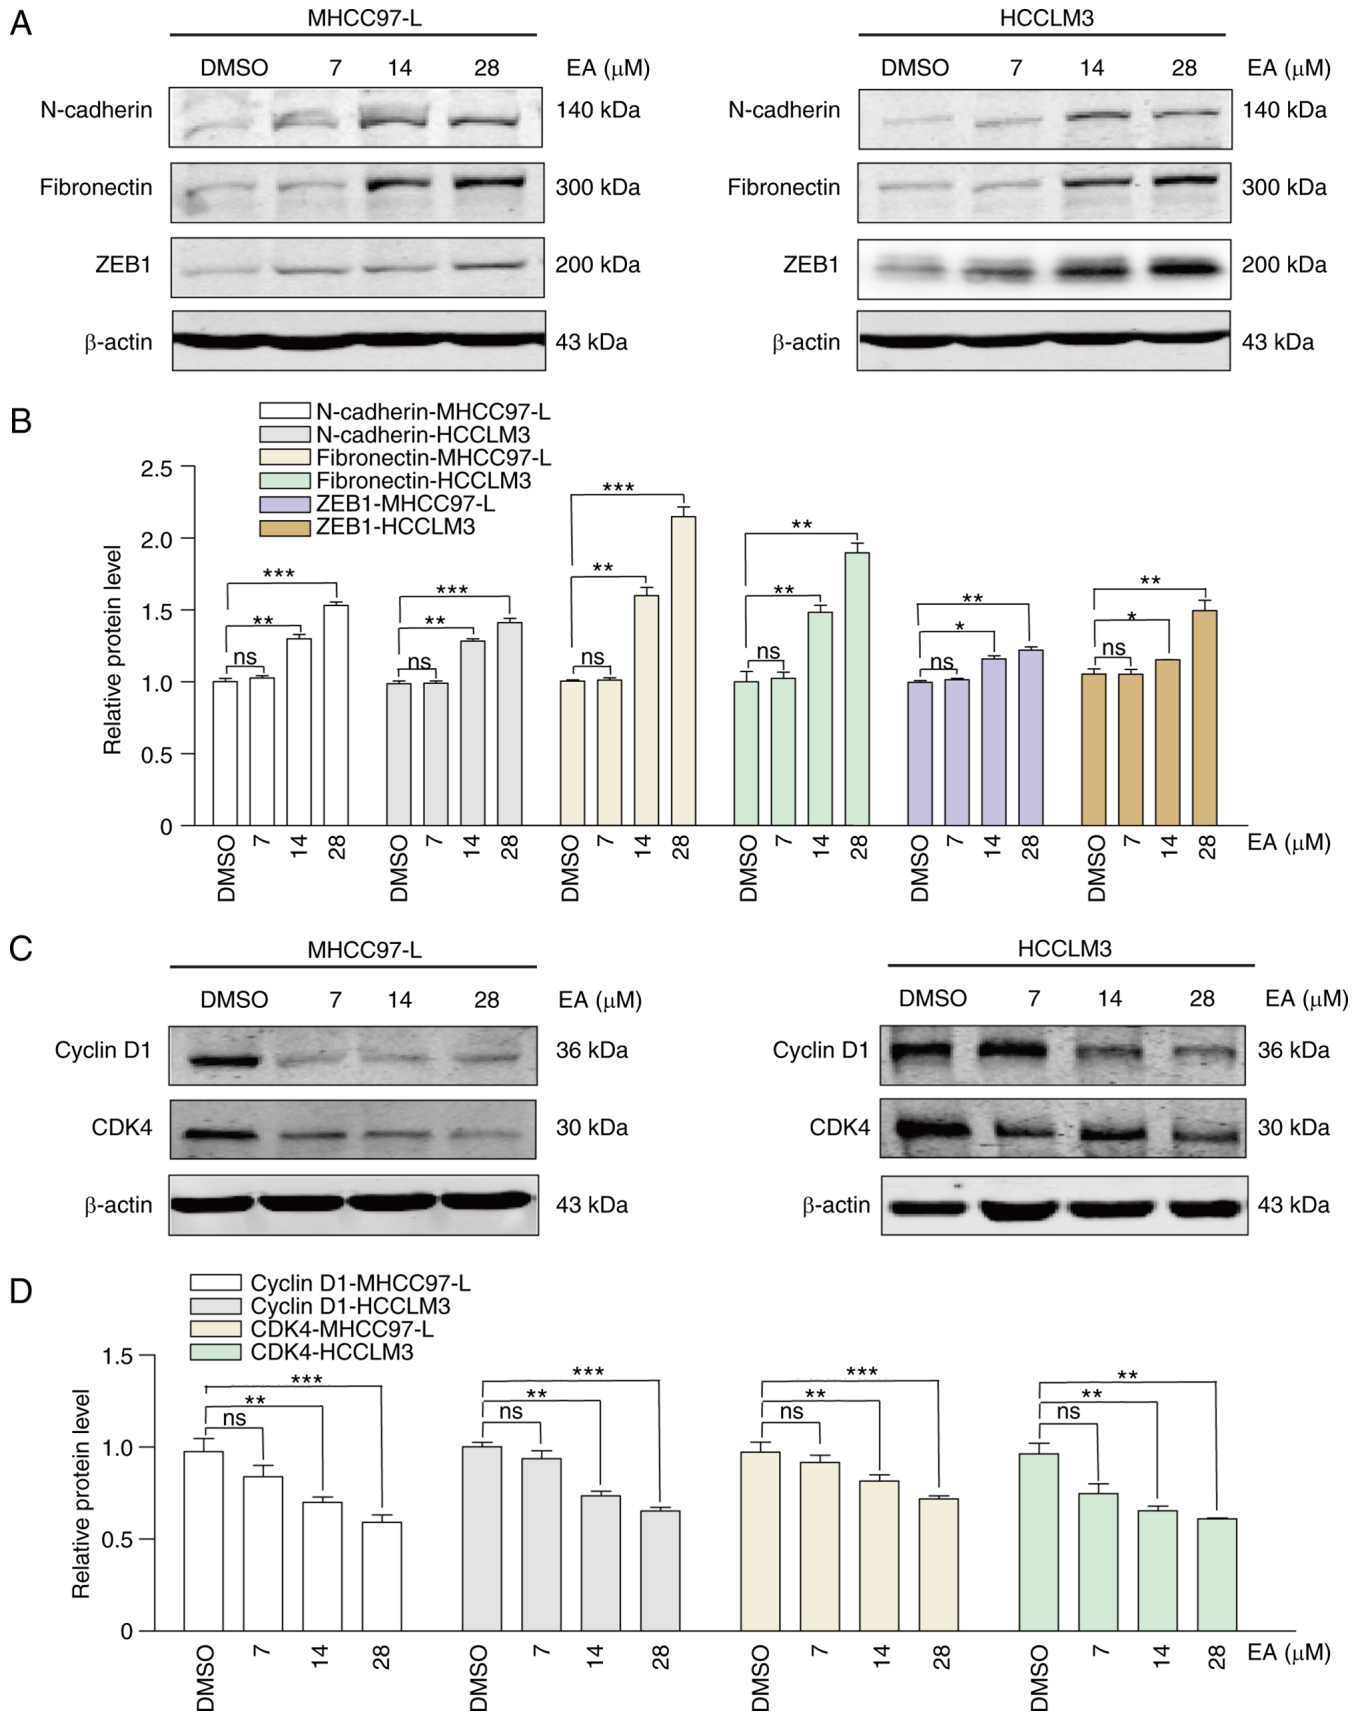 A
MHCC97-L
HCCLM3
DMSO 7 14 28 EA (μM)
DMSO 7 14 28 EA (μM)
N-cadherin 140 kDa
N-cadherin 140 kDa
Fibronectin 300 kDa
Fibronectin 300 kDa
ZEB1 200 kDa
ZEB1 200 kDa
β-actin 43 kDa
β-actin 43 kDa
B
N-cadherin-MHCC97-L
N-cadherin-HCCLM3
Fibronectin-MHCC97-L
Fibronectin-HCCLM3
ZEB1-MHCC97-L
ZEB1-HCCLM3
Relative protein level
2.5
2.0
1.5
1.0
0.5
0
ns ** ***
ns ** ***
ns ** ***
ns ** **
ns * **
ns * **
DMSO 7 14 28
DMSO 7 14 28
DMSO 7 14 28
DMSO 7 14 28
DMSO 7 14 28
DMSO 7 14 28
EA (μM)
C
MHCC97-L
HCCLM3
DMSO 7 14 28 EA (μM)
DMSO 7 14 28 EA (μM)
Cyclin D1 36 kDa
Cyclin D1 36 kDa
CDK4 30 kDa
CDK4 30 kDa
β-actin 43 kDa
β-actin 43 kDa
D
Cyclin D1-MHCC97-L
Cyclin D1-HCCLM3
CDK4-MHCC97-L
CDK4-HCCLM3
Relative protein level
1.5
1.0
0.5
0
ns ** ***
ns ** ***
ns ** ***
ns ** **
DMSO 7 14 28
DMSO 7 14 28
DMSO 7 14 28
DMSO 7 14 28
EA (μM)